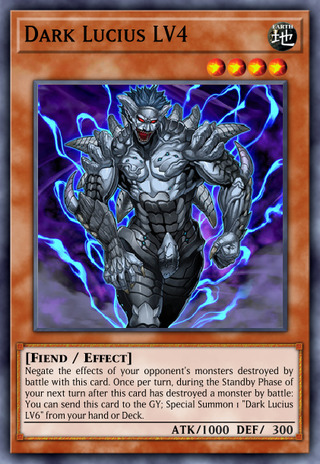 Dark Lucius LV4
EARTH
地
[Fiend / Effect]
Negate the effects of your opponent's monsters destroyed by
battle with this card. Once per turn, during the Standby Phase of
your next turn after this card has destroyed a monster by battle:
You can send this card to the GY; Special Summon 1 "Dark Lucius
LV6" from your hand or Deck.
ATK/1000 DEF/ 300